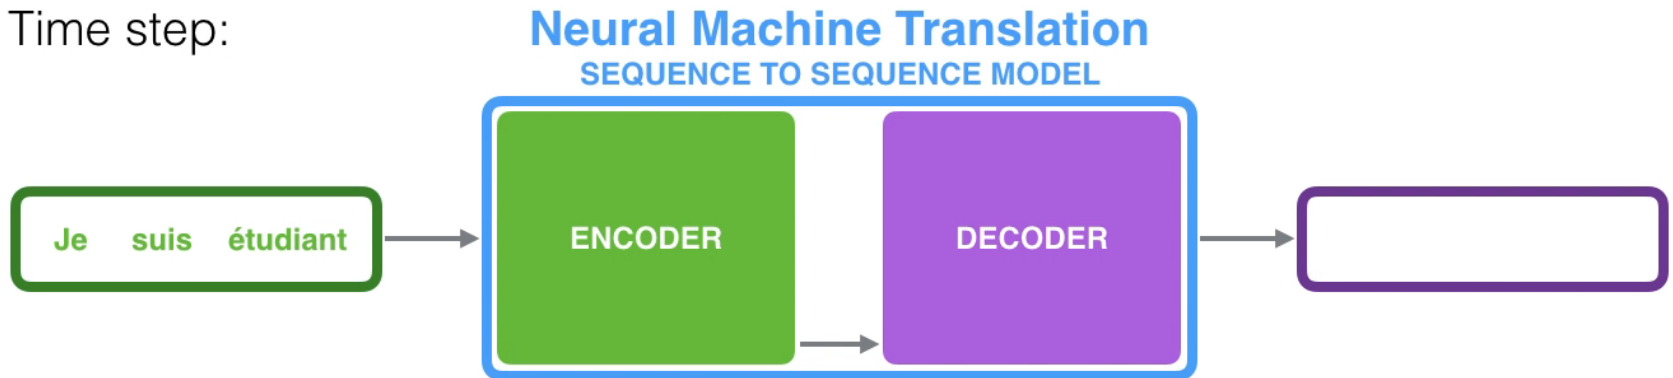 Time step:
Neural Machine Translation
SEQUENCE TO SEQUENCE MODEL
Je suis étudiant
ENCODER
DECODER